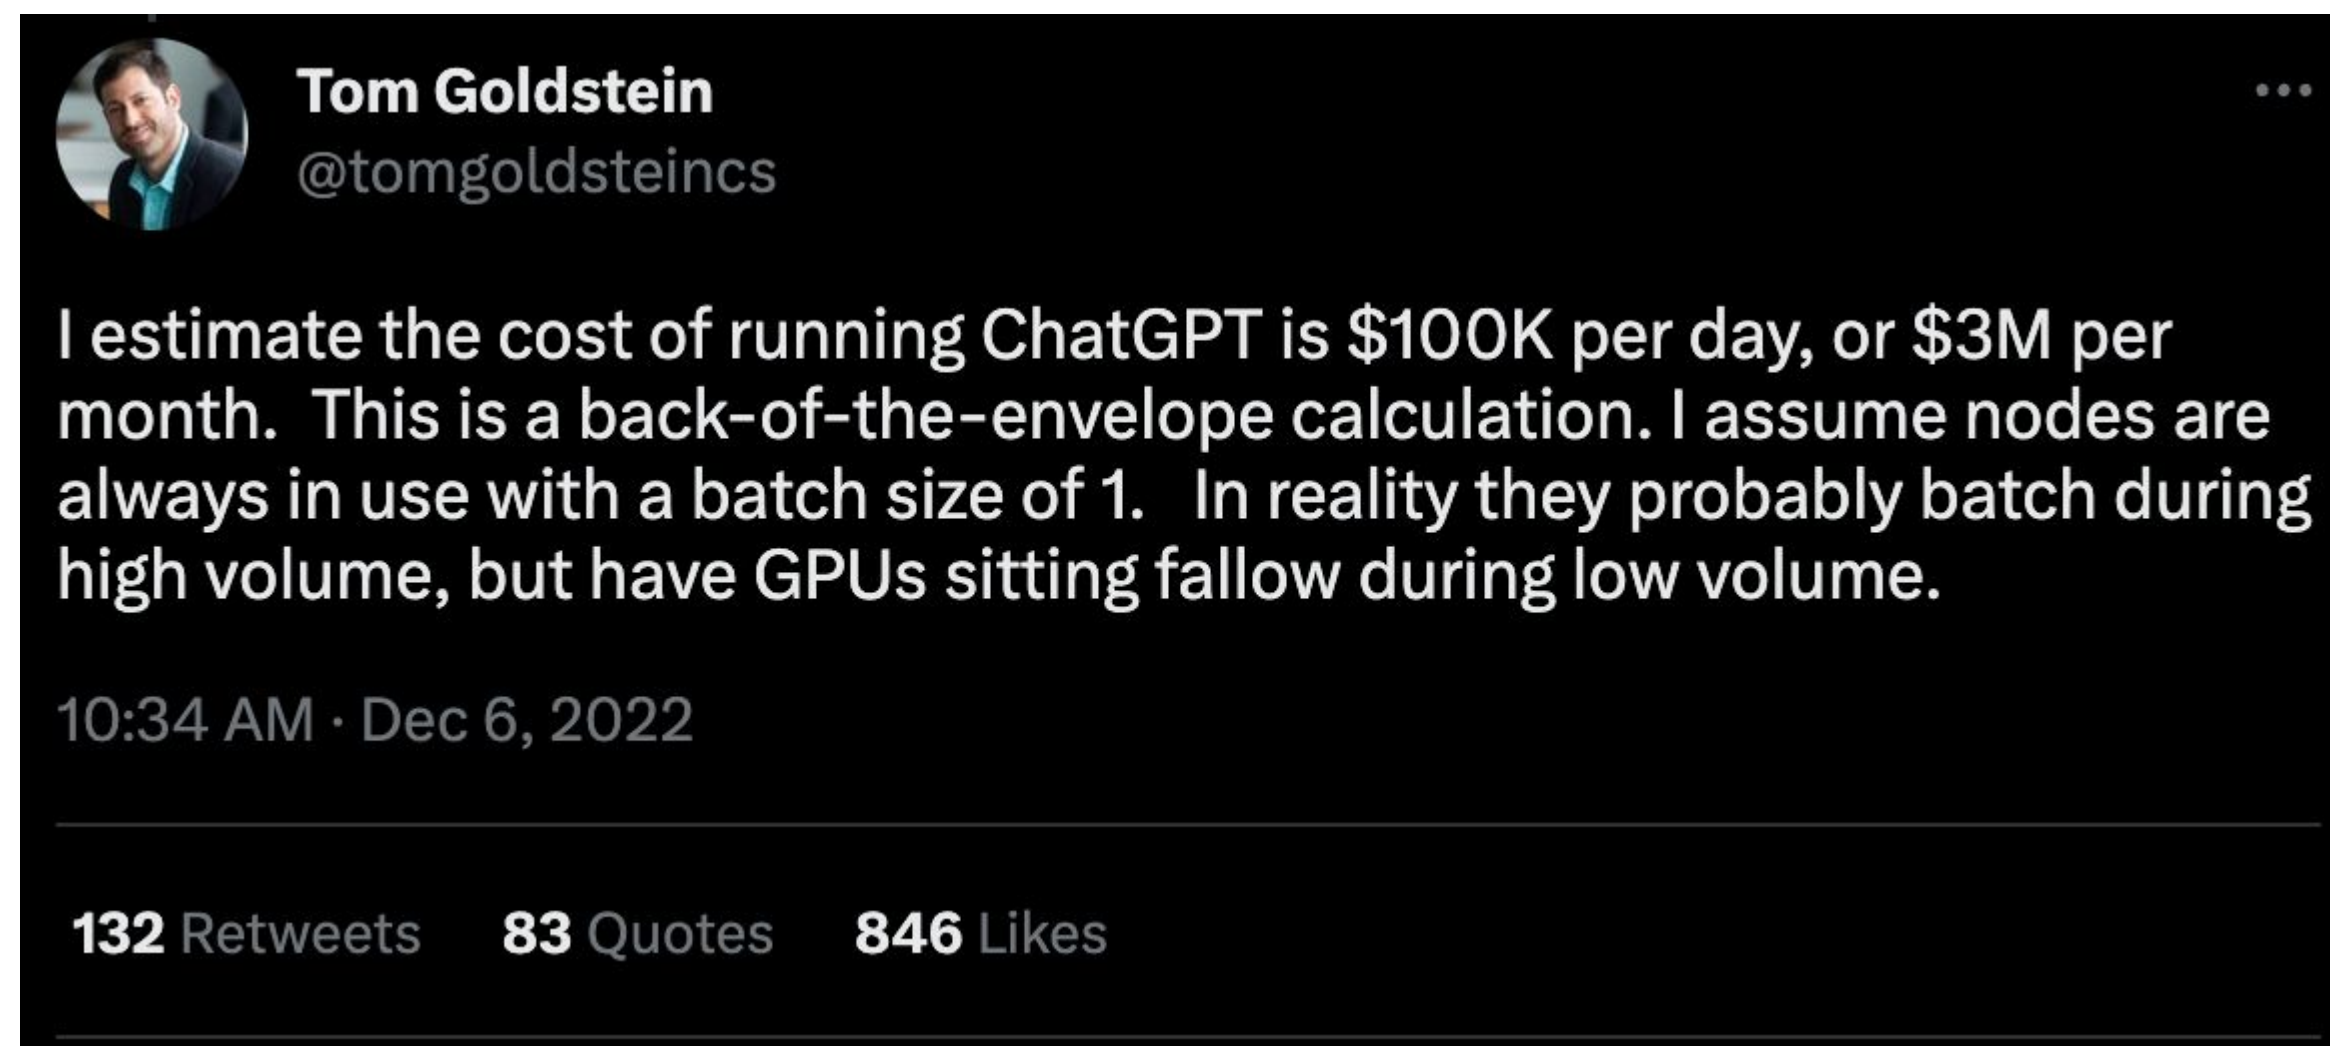 Tom Goldstein
@tomgoldsteincs
I estimate the cost of running ChatGPT is $100K per day, or $3M per
month.  This is a back-of-the-envelope calculation. I assume nodes are
always in use with a batch size of 1.   In reality they probably batch during
high volume, but have GPUs sitting fallow during low volume.
10:34 AM · Dec 6, 2022
132 Retweets 83 Quotes 846 Likes